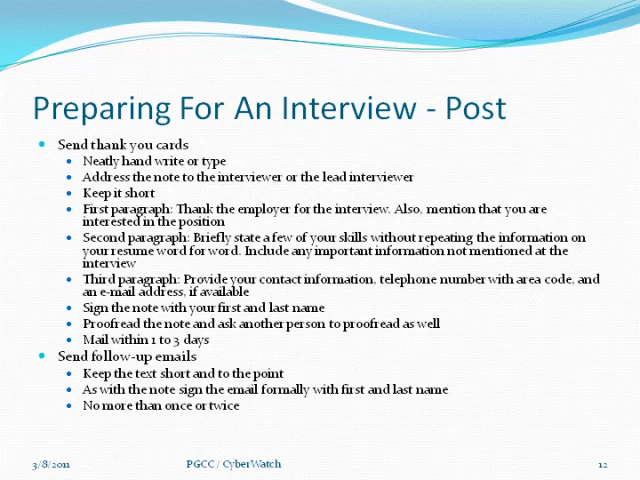 Preparing For An Interview - Post
Send thank you cards
Neatly hand write or type
Address the note to the interviewer or the lead interviewer
Keep it short
First paragraph: Thank the employer for the interview. Also, mention that you are
interested in the position
Second paragraph: Briefly state a few of your skills without repeating the information on
your resume word for word. Include any important information not mentioned at the
interview
Third paragraph: Provide your contact information, telephone number with area code, and
an e-mail address, if available
Sign the note with your first and last name
Proofread the note and ask another person to proofread as well
Mail within 1 to 3 days
Send follow-up emails
Keep the text short and to the point
As with the note sign the email formally with first and last name
No more than once or twice
3/8/2011 PGCC / CyberWatch 12